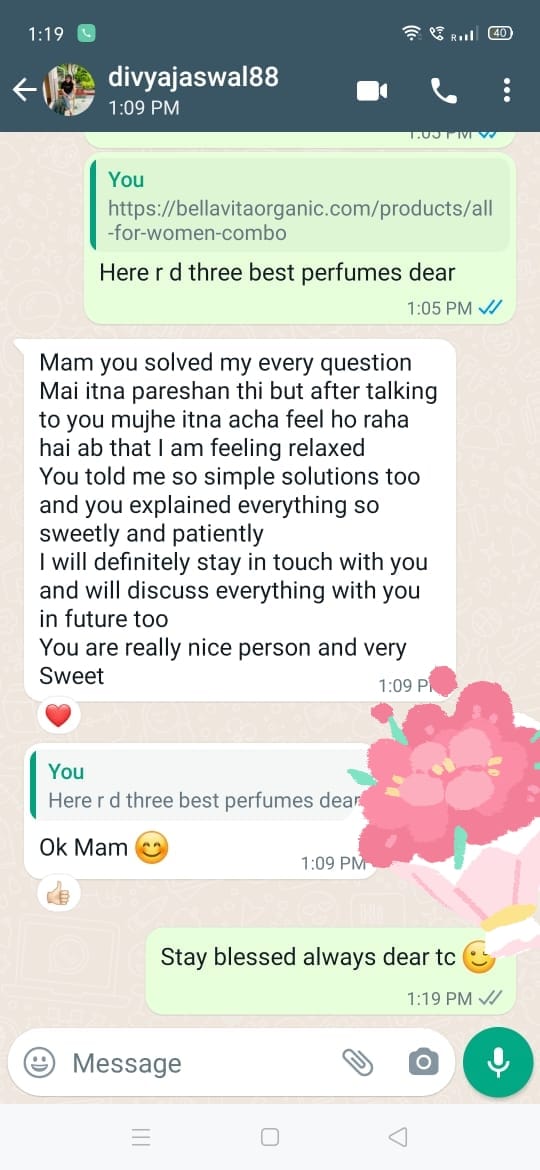 1:19
R
40
divyajaswal88
1:09 PM
1:05 PM
You
https://bellavitaorganic.com/products/all
-for-women-combo
Here r d three best perfumes dear
1:05 PM
Mam you solved my every question
Mai itna pareshan thi but after talking
to you mujhe itna acha feel ho raha
hai ab that I am feeling relaxed
You told me so simple solutions too
and you explained everything so
sweetly and patiently
I will definitely stay in touch with you
and will discuss everything with you
in future too
You are really nice person and very
Sweet
1:09 P
You
Here r d three best perfumes dear
Ok Mam 😊
1:09 PM
Stay blessed always dear tc 😉
1:19 PM
Message